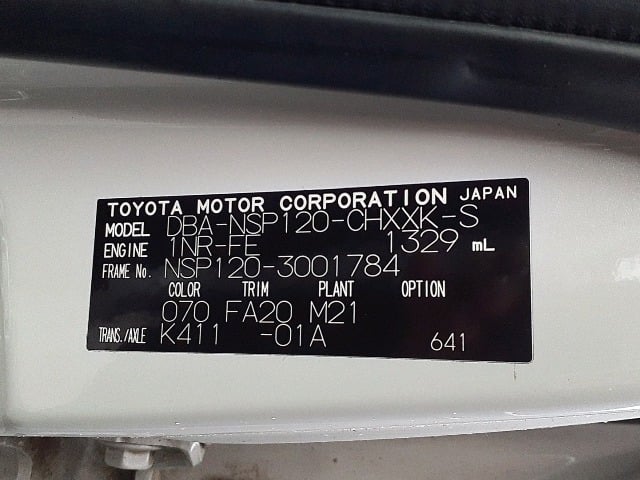 TOYOTA MOTOR CORPORATION JAPAN
MODEL DBA-NSP120-CHXXK-S
ENGINE 1NR-FE 1329 mL
FRAME No. NSP120-3001784
COLOR TRIM PLANT OPTION
070 FA20 M21
TRANS./AXLE K411 -01A 641